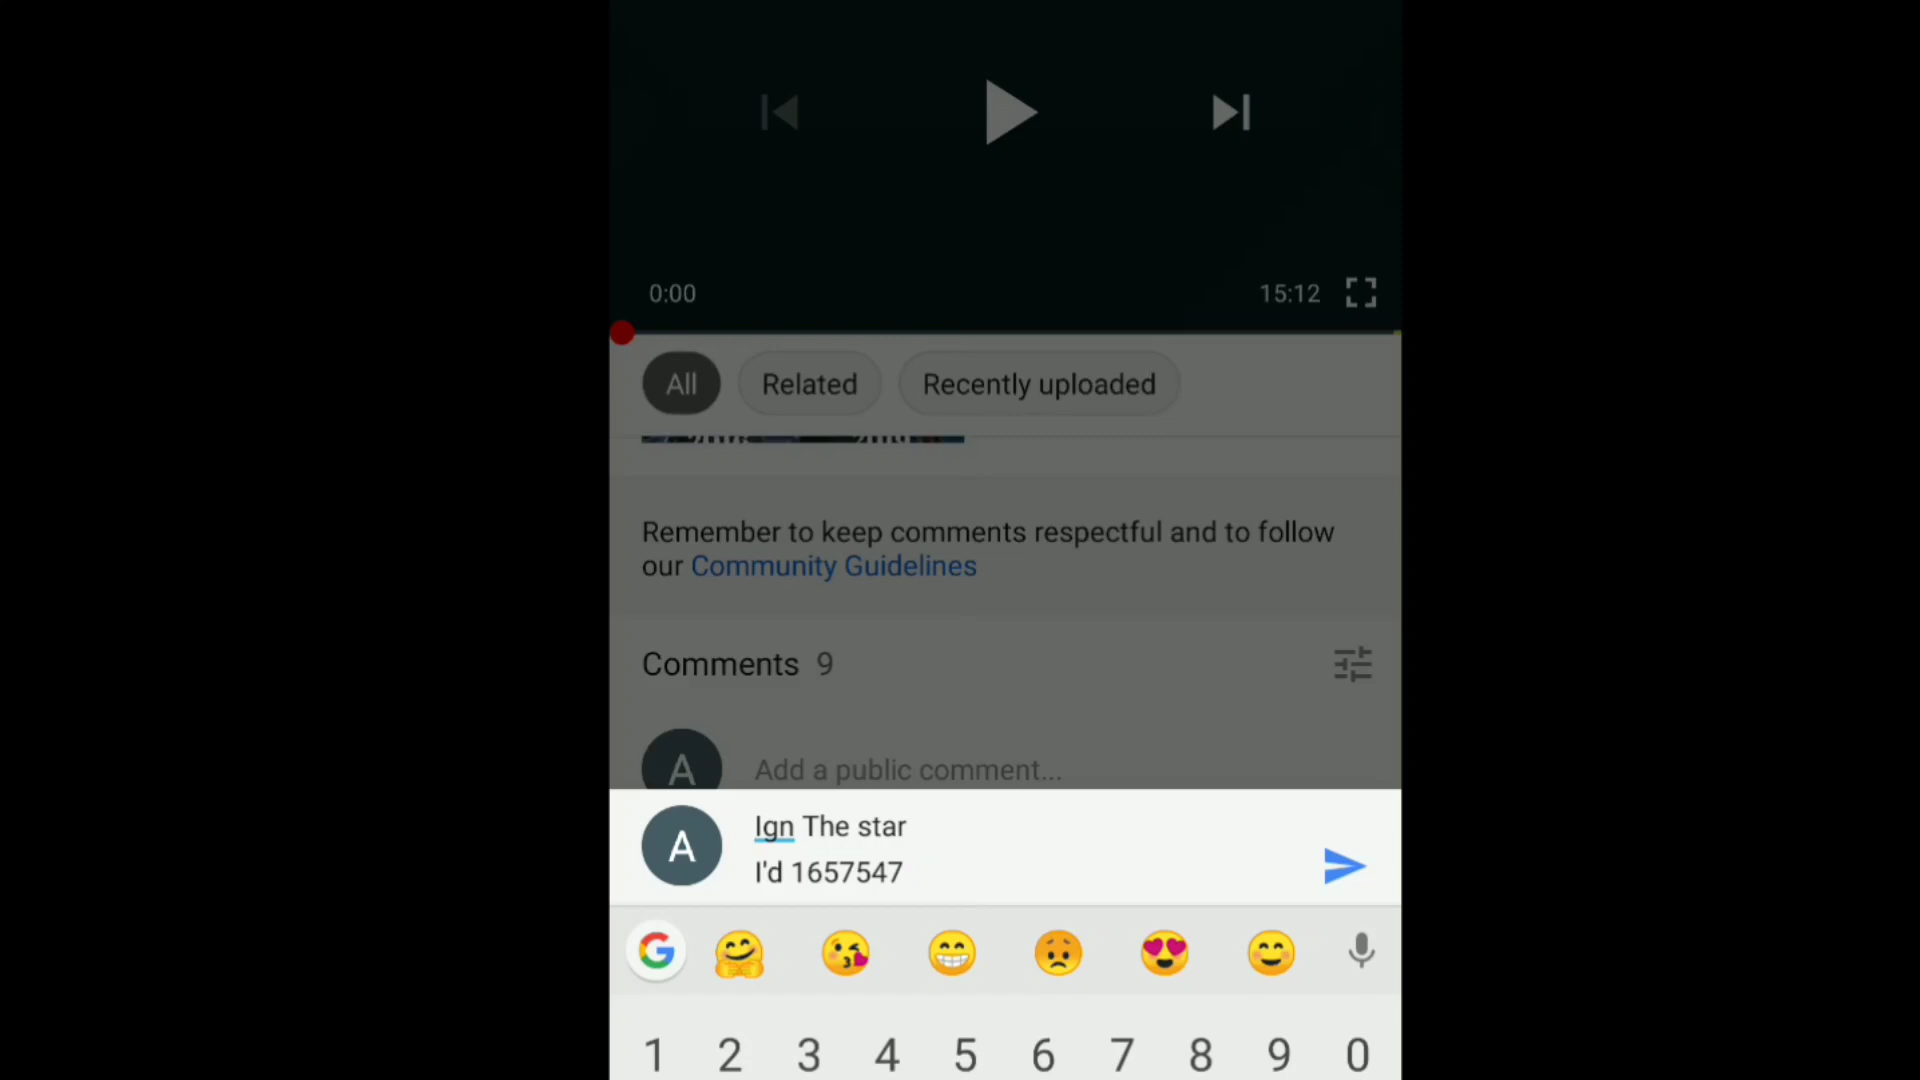 0:00
15:12
All
Related
Recently uploaded
Remember to keep comments respectful and to follow
our Community Guidelines
Comments 9
A
Add a public comment...
A
Ign The star
I'd 1657547
1 2 3 4 5 6 7 8 9 0